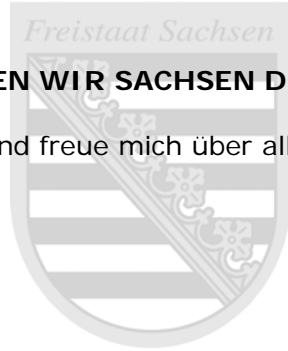 Freistaat Sachsen
EN WIR SACHSEN D
nd freue mich über all